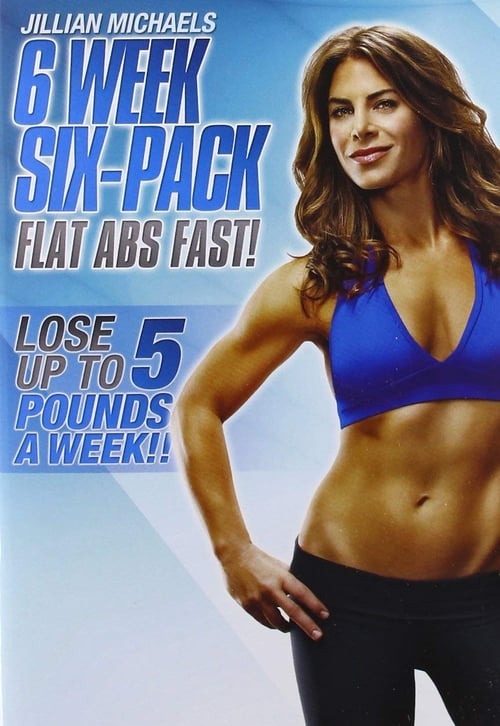 JILLIAN MICHAELS
6 WEEK
SIX-PACK
FLAT ABS FAST!
LOSE
UP TO 5
POUNDS
A WEEK!!